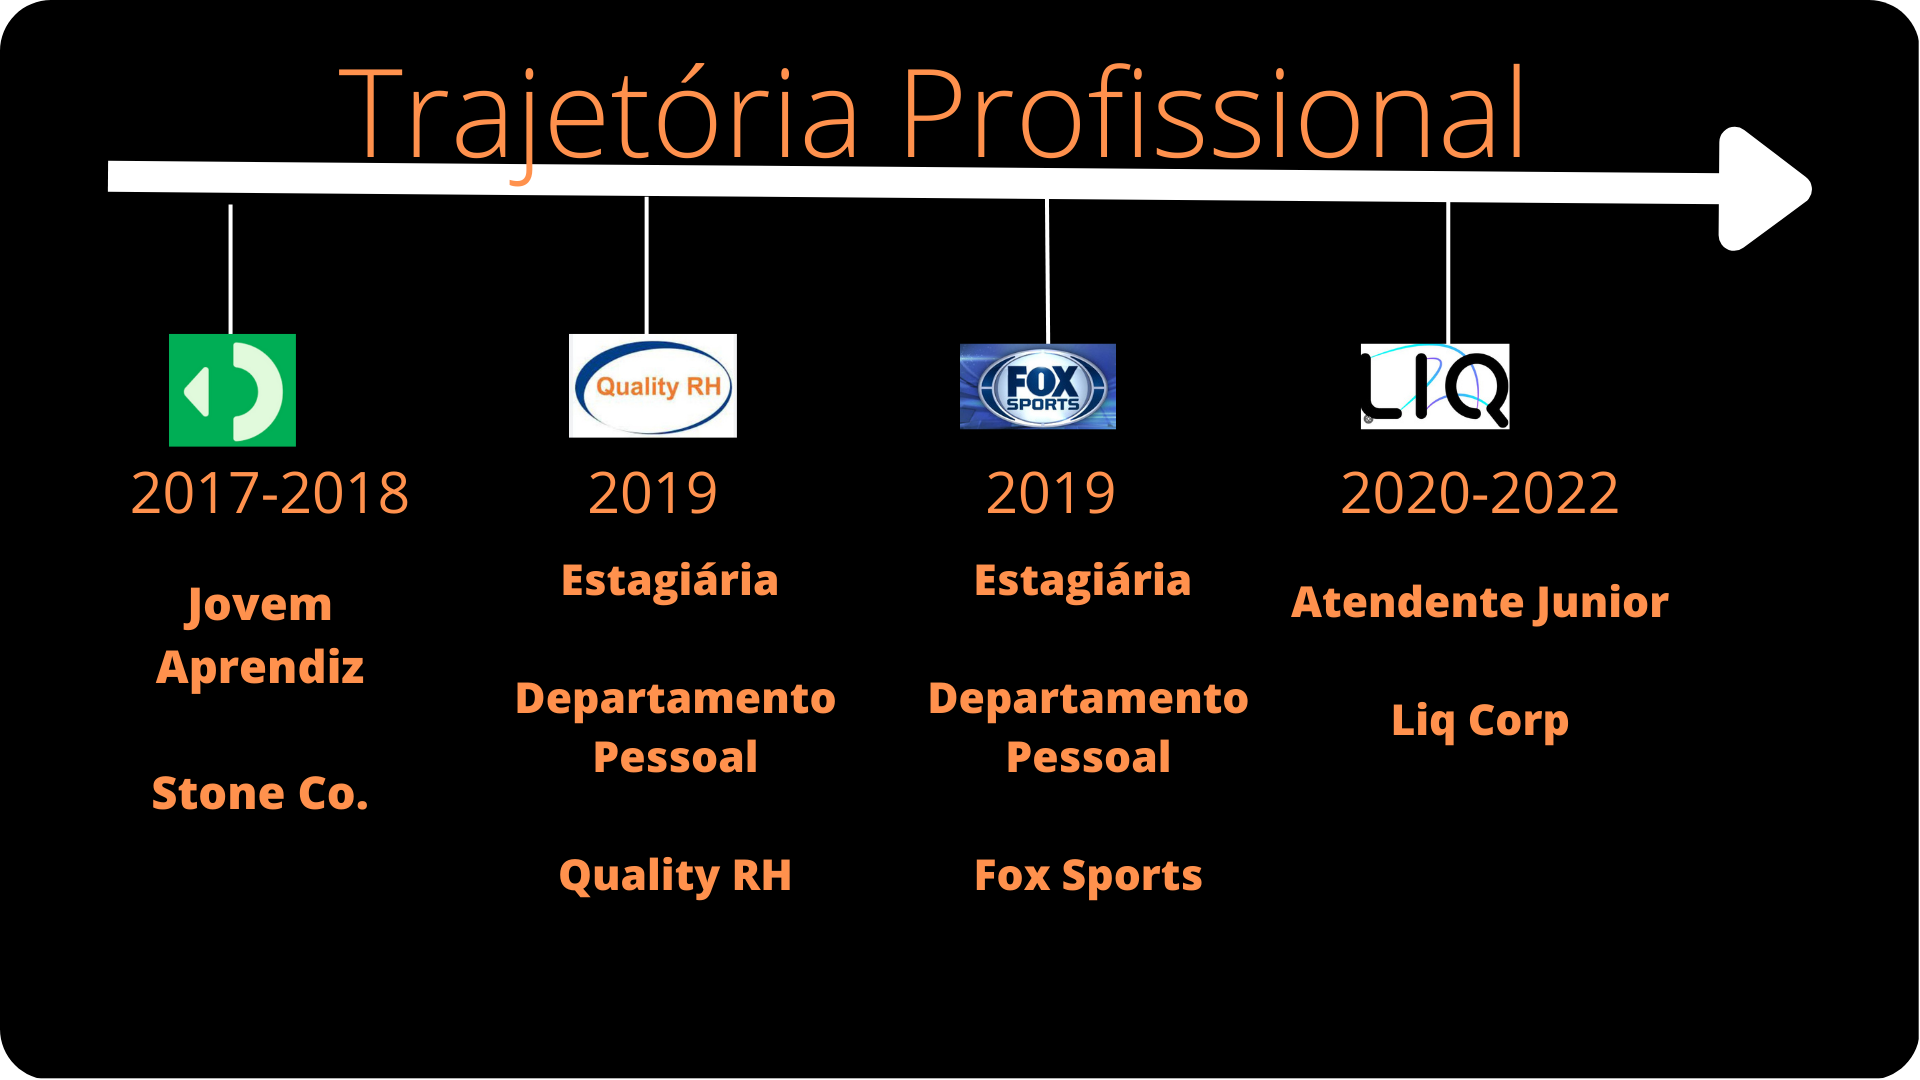 Trajetória Profissional
Quality RH
FOX
SPORTS
LIQ
2017-2018
2019
2019
2020-2022
Jovem
Aprendiz
Stone Co.
Estagiária
Departamento
Pessoal
Quality RH
Estagiária
Departamento
Pessoal
Fox Sports
Atendente Junior
Liq Corp